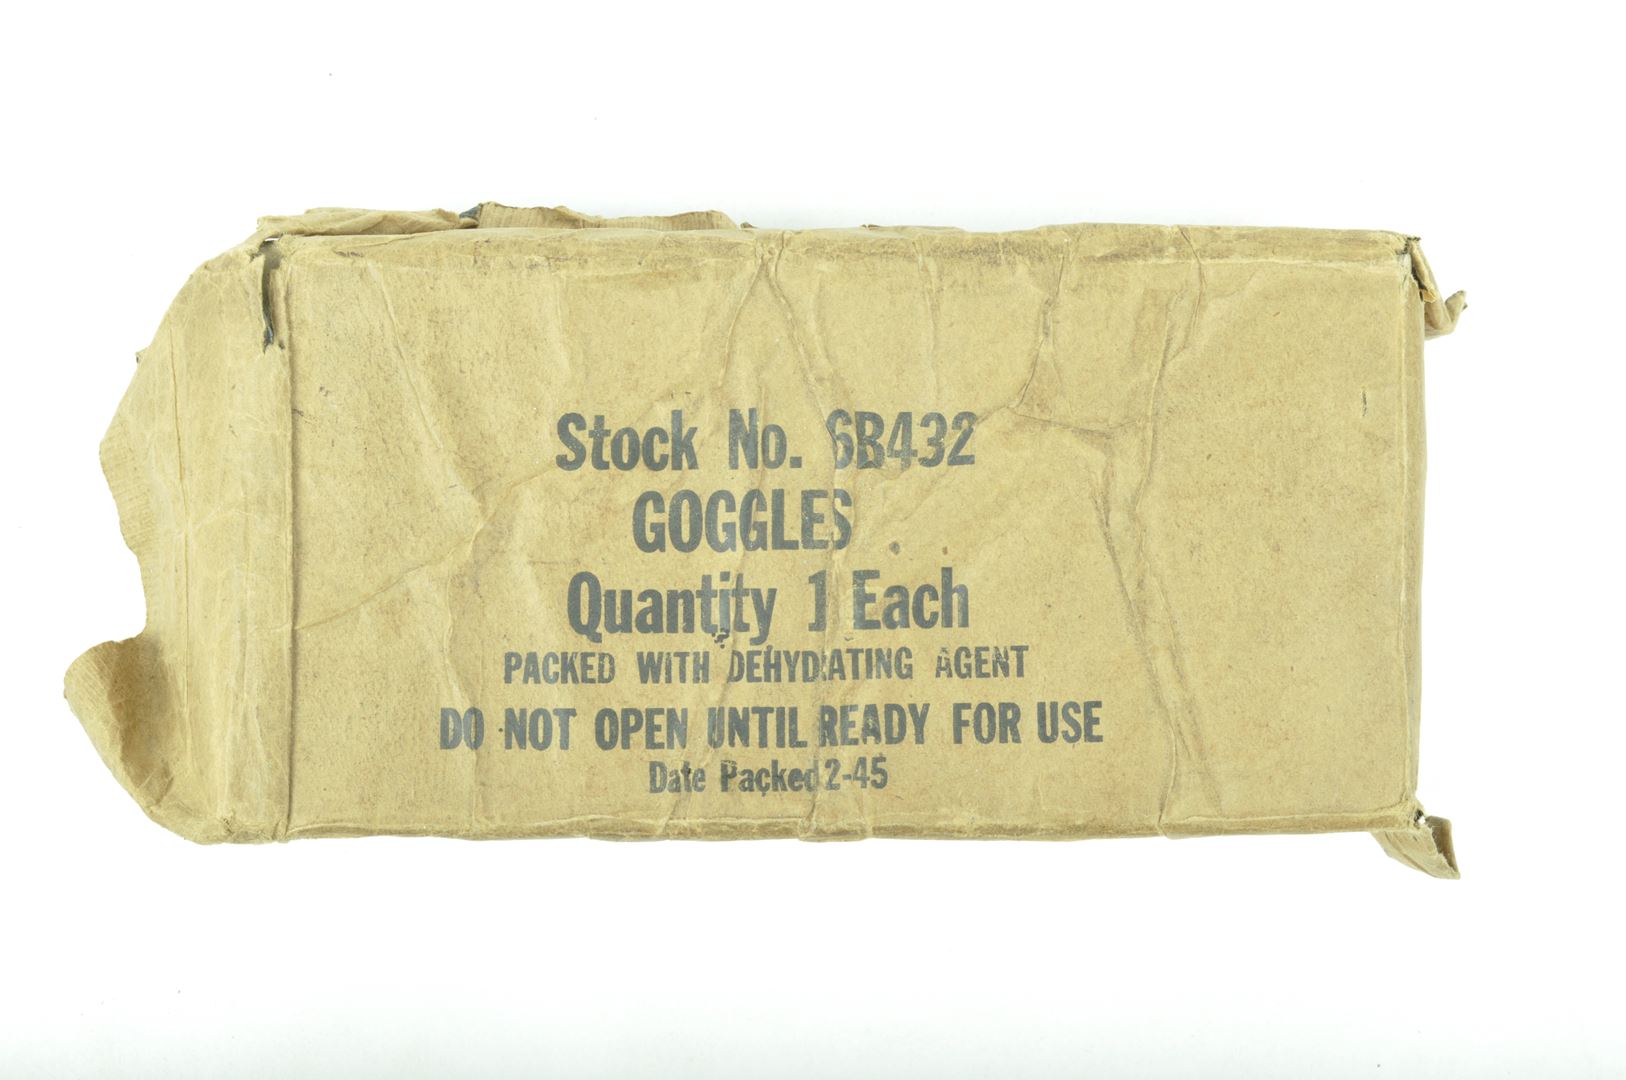 Stock No. 6B432
GOGGLES
Quantity 1 Each
PACKED WITH DEHYDRATING AGENT
DO NOT OPEN UNTIL READY FOR USE
Date Packed 2-45